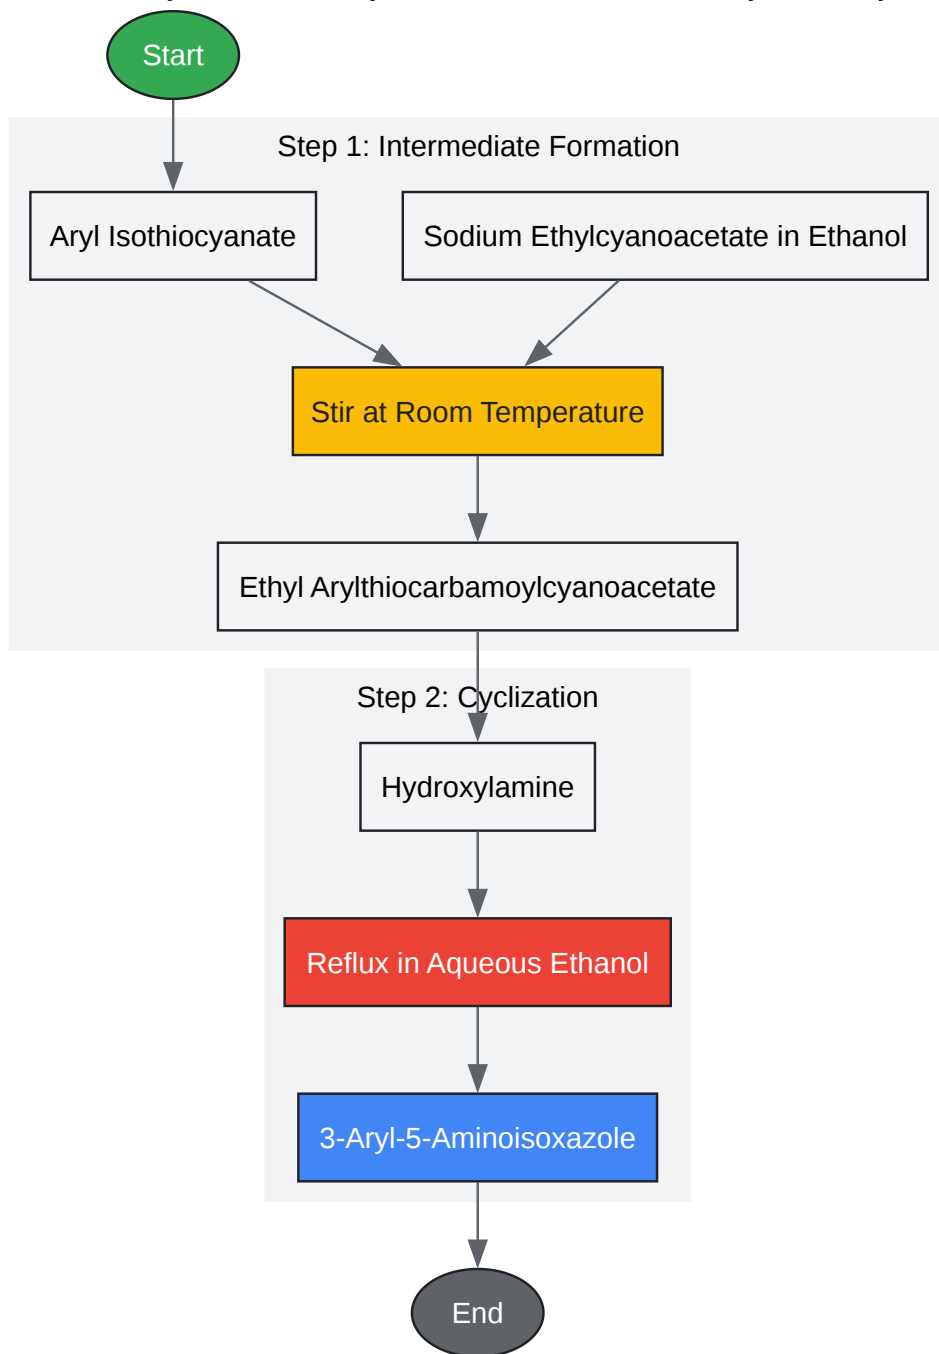 Start
Step 1: Intermediate Formation
Aryl Isothiocyanate
Sodium Ethylcyanoacetate in Ethanol
Stir at Room Temperature
Ethyl Arylthiocarbamoylcyanoacetate
Step 2: Cyclization
Hydroxylamine
Reflux in Aqueous Ethanol
3-Aryl-5-Aminoisoxazole
End